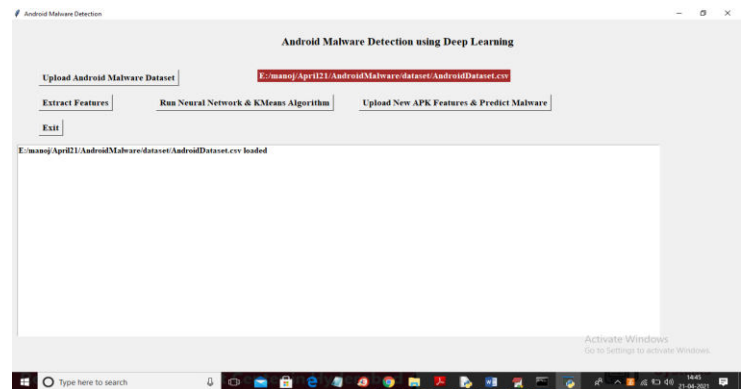 Android Malware Detection
Android Malware Detection using Deep Learning
Upload Android Malware Dataset
E:/manoj/April21/AndroidMalware/dataset/AndroidDataset.csv
Extract Features
Run Neural Network & KMeans Algorithm
Upload New APK Features & Predict Malware
Exit
E:/manoj/April21/AndroidMalware/dataset/AndroidDataset.csv loaded
Activate Windows
Go to Settings to activate Windows.
Type here to search
14:45
21-04-2021